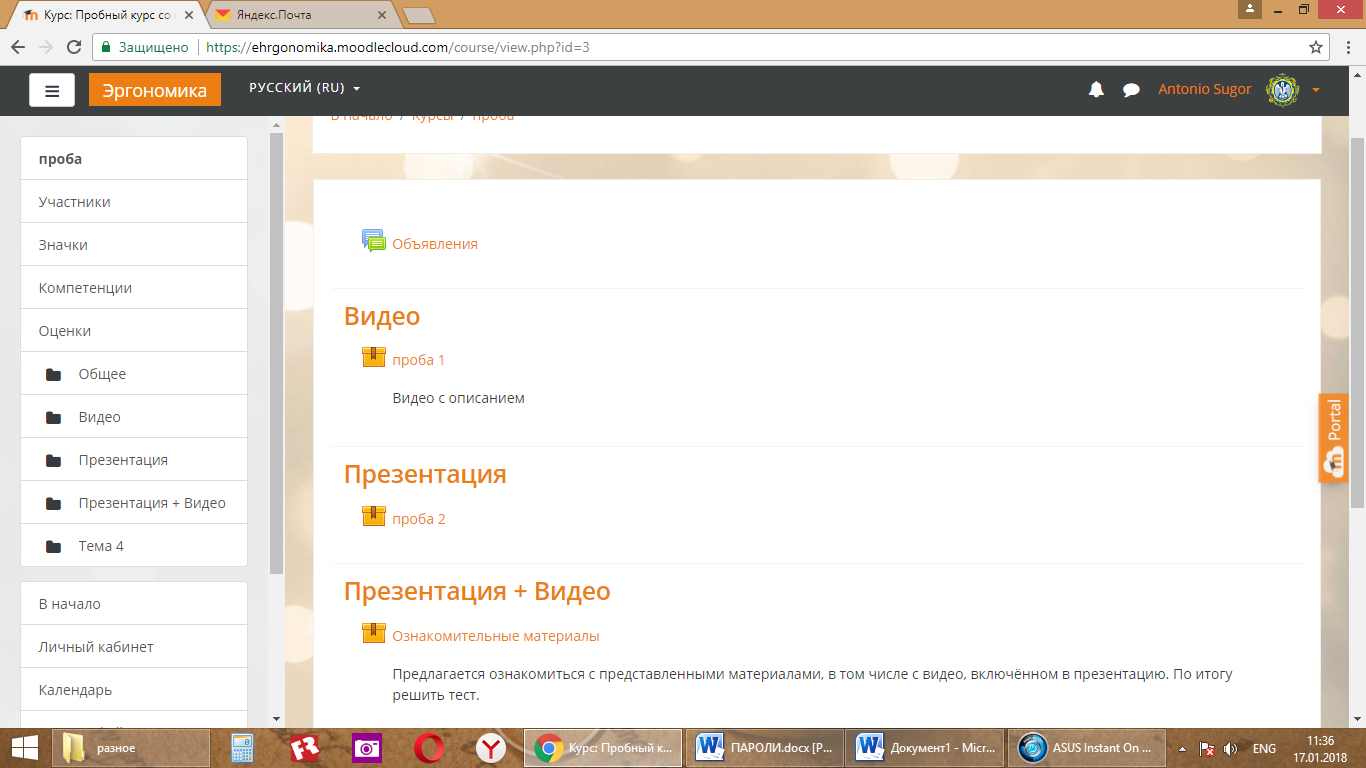 Курс: Пробный курс со
Яндекс.Почта
Защищено
https://ehrgonomika.moodlecloud.com/course/view.php?id=3
Эргономика
РУССКИЙ (RU)
Antonio Sugor
В начало / Курсы / проба
проба
Участники
Значки
Компетенции
Оценки
Общее
Видео
Презентация
Презентация + Видео
Тема 4
В начало
Личный кабинет
Календарь
Объявления
Видео
проба 1
Видео с описанием
Презентация
проба 2
Презентация + Видео
Ознакомительные материалы
Предлагается ознакомиться с представленными материалами, в том числе с видео, включённом в презентацию. По итогу
решить тест.
Portal
разное
Курс: Пробный к...
ПАРОЛИ.docx [Р...
Документ1 - Micr...
ASUS Instant On ...
ENG
11:36
17.01.2018